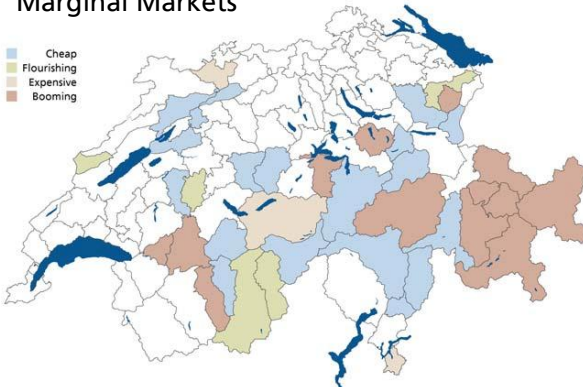 Marginal Markets
Cheap
Flourishing
Expensive
Booming